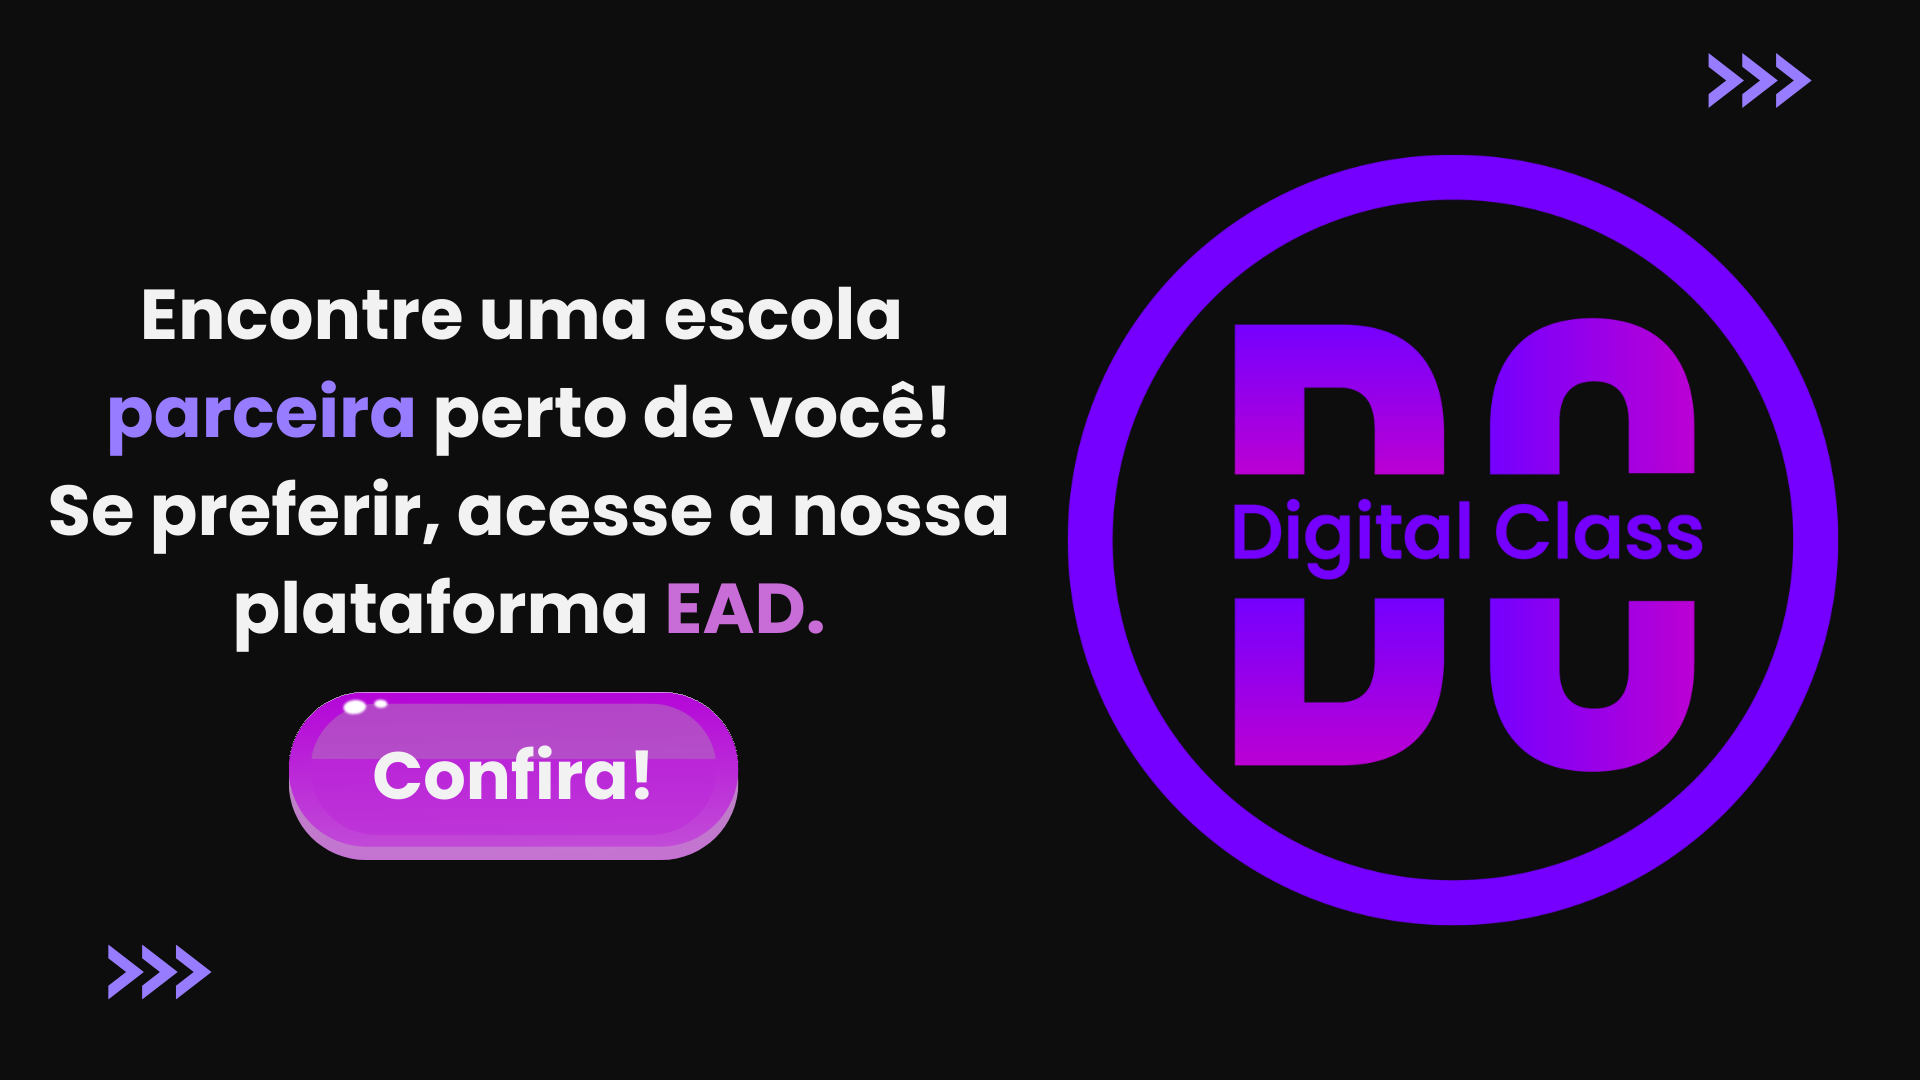 Encontre uma escola
parceira perto de você!
Se preferir, acesse a nossa
plataforma EAD.
Confira!
DC
Digital Class